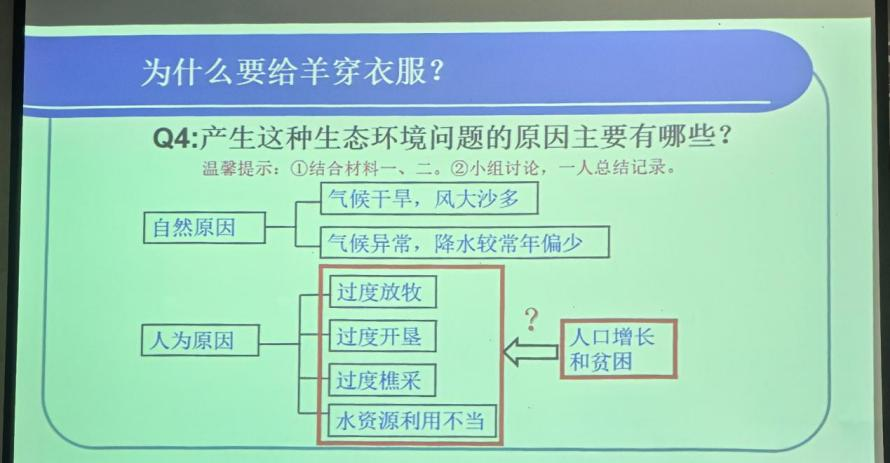 为什么要给羊穿衣服？
Q4:产生这种生态环境问题的原因主要有哪些？
温馨提示：①结合材料一、二。②小组讨论，一人总结记录。
自然原因
气候干旱，风大沙多
气候异常，降水较常年偏少
人为原因
过度放牧
过度开垦
过度樵采
水资源利用不当
？
人口增长
和贫困